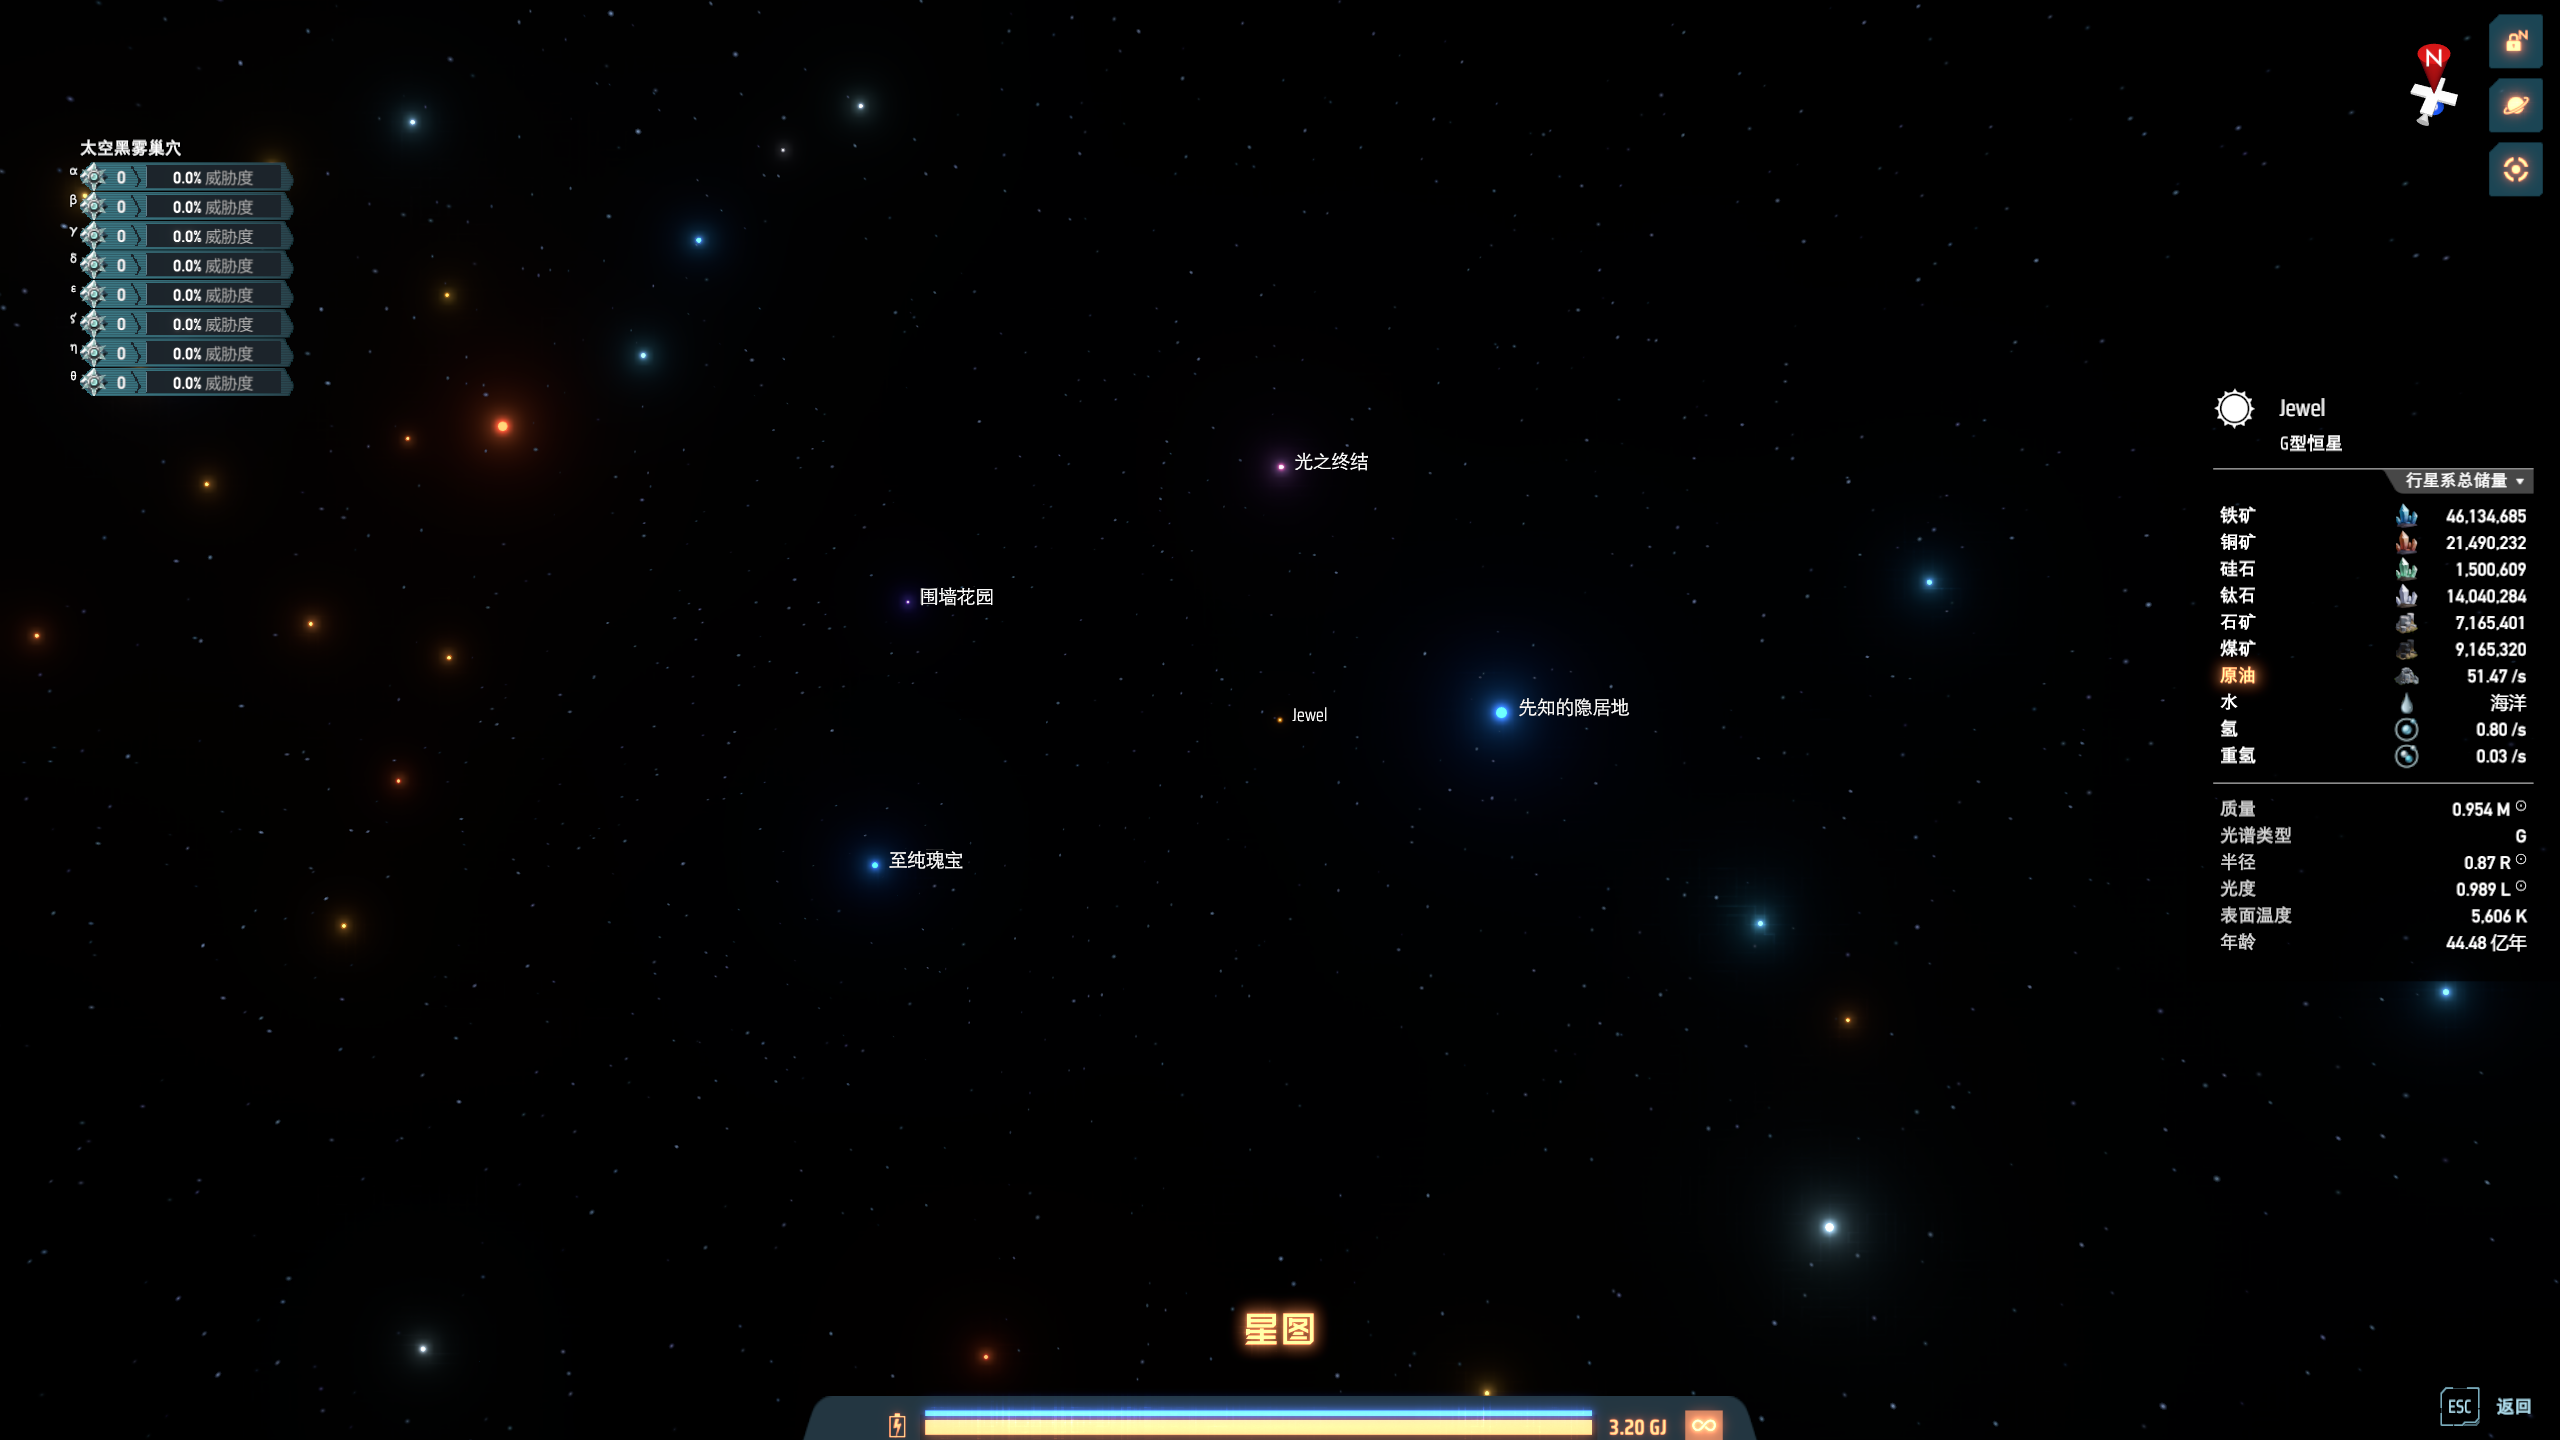 N
N
太空黑雾巢穴
α 0 0.0% 威胁度
β 0 0.0% 威胁度
γ 0 0.0% 威胁度
δ 0 0.0% 威胁度
ε 0 0.0% 威胁度
ς 0 0.0% 威胁度
η 0 0.0% 威胁度
θ 0 0.0% 威胁度
光之终结
围墙花园
Jewel
先知的隐居地
至纯瑰宝
Jewel
G型恒星
行星系总储量
铁矿 46,134,685
铜矿 21,490,232
硅石 1,500,609
钛石 14,040,284
石矿 7,165,401
煤矿 9,165,320
原油 51.47 /s
水 海洋
氢 0.80 /s
重氢 0.03 /s
质量 0.954 M☉
光谱类型 G
半径 0.87 R☉
光度 0.989 L☉
表面温度 5,606 K
年龄 44.48 亿年
星图
3.20 GJ ∞
ESC 返回